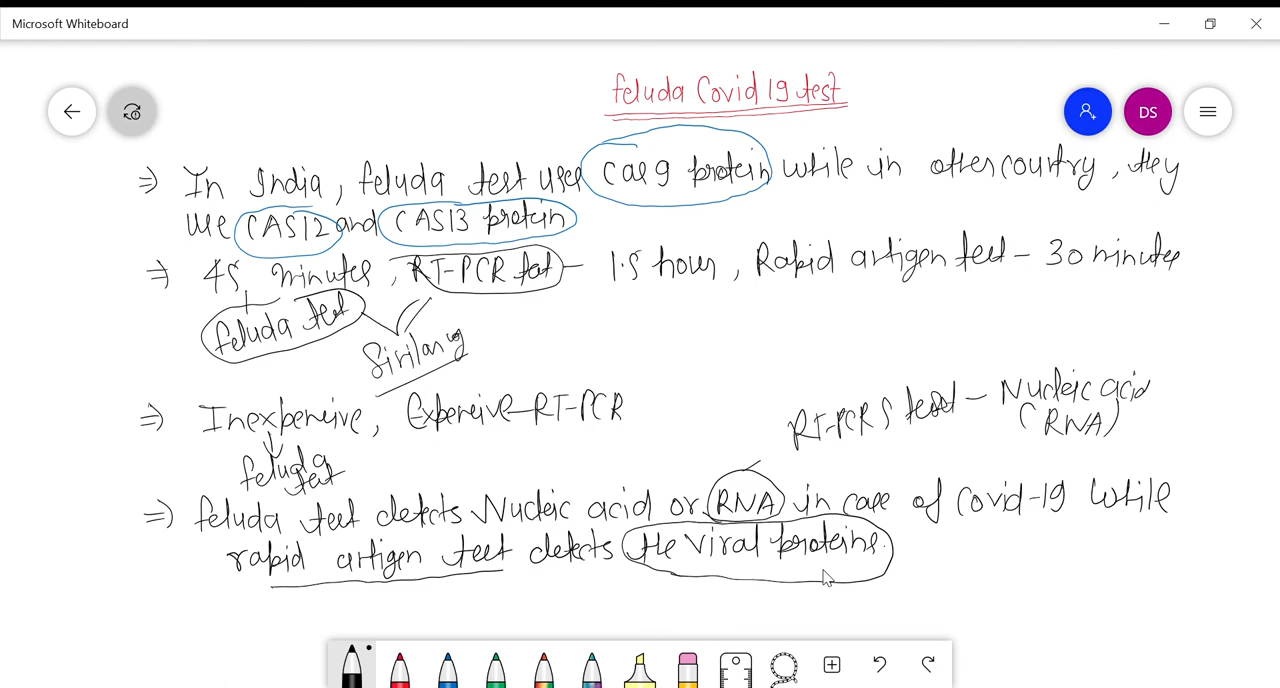 Microsoft Whiteboard
feluda Covid 19 test
DS
⇒ In India, feluda test uses Cas9 protein while in other country, they
use CAS12 and CAS13 protein
⇒ 45 minutes, RT-PCR test - 1.5 hour, Rapid antigen test - 30 minutes
feluda test
⇒ Inexpensive, Expensive-RT-PCR
RT-PCR test - Nucleic acid
(RNA)
feluda
test
⇒ feluda test detects Nucleic acid or RNA in case of Covid-19 while
rapid antigen test detects the viral proteins.